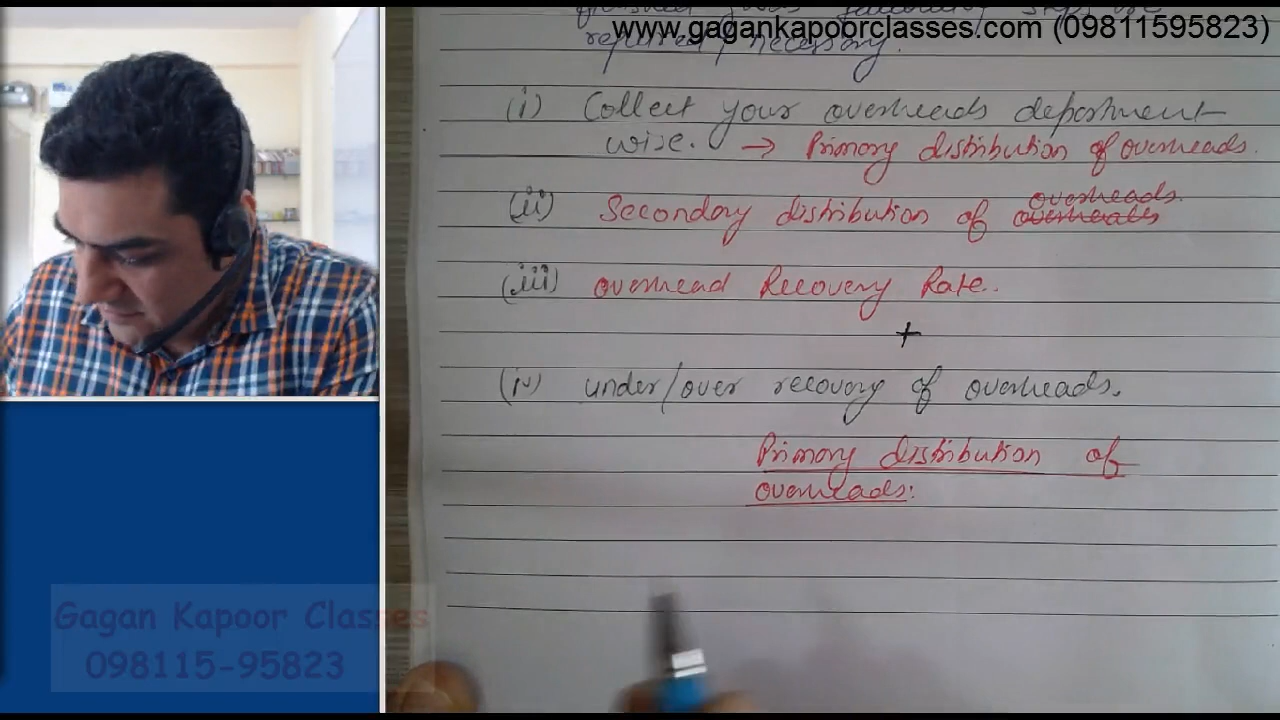 www.gagankapoorclasses.com (09811595823)
necessary.
(i) Collect your overheads department
wise. → Primary distribution of overheads.
(ii) Secondary distribution of overheads overheads.
(iii) overhead Recovery Rate..
+
(iv) under/over recovery of overheads.
Primary distribution of
overheads:
Gagan Kapoor Classes
098115-95823